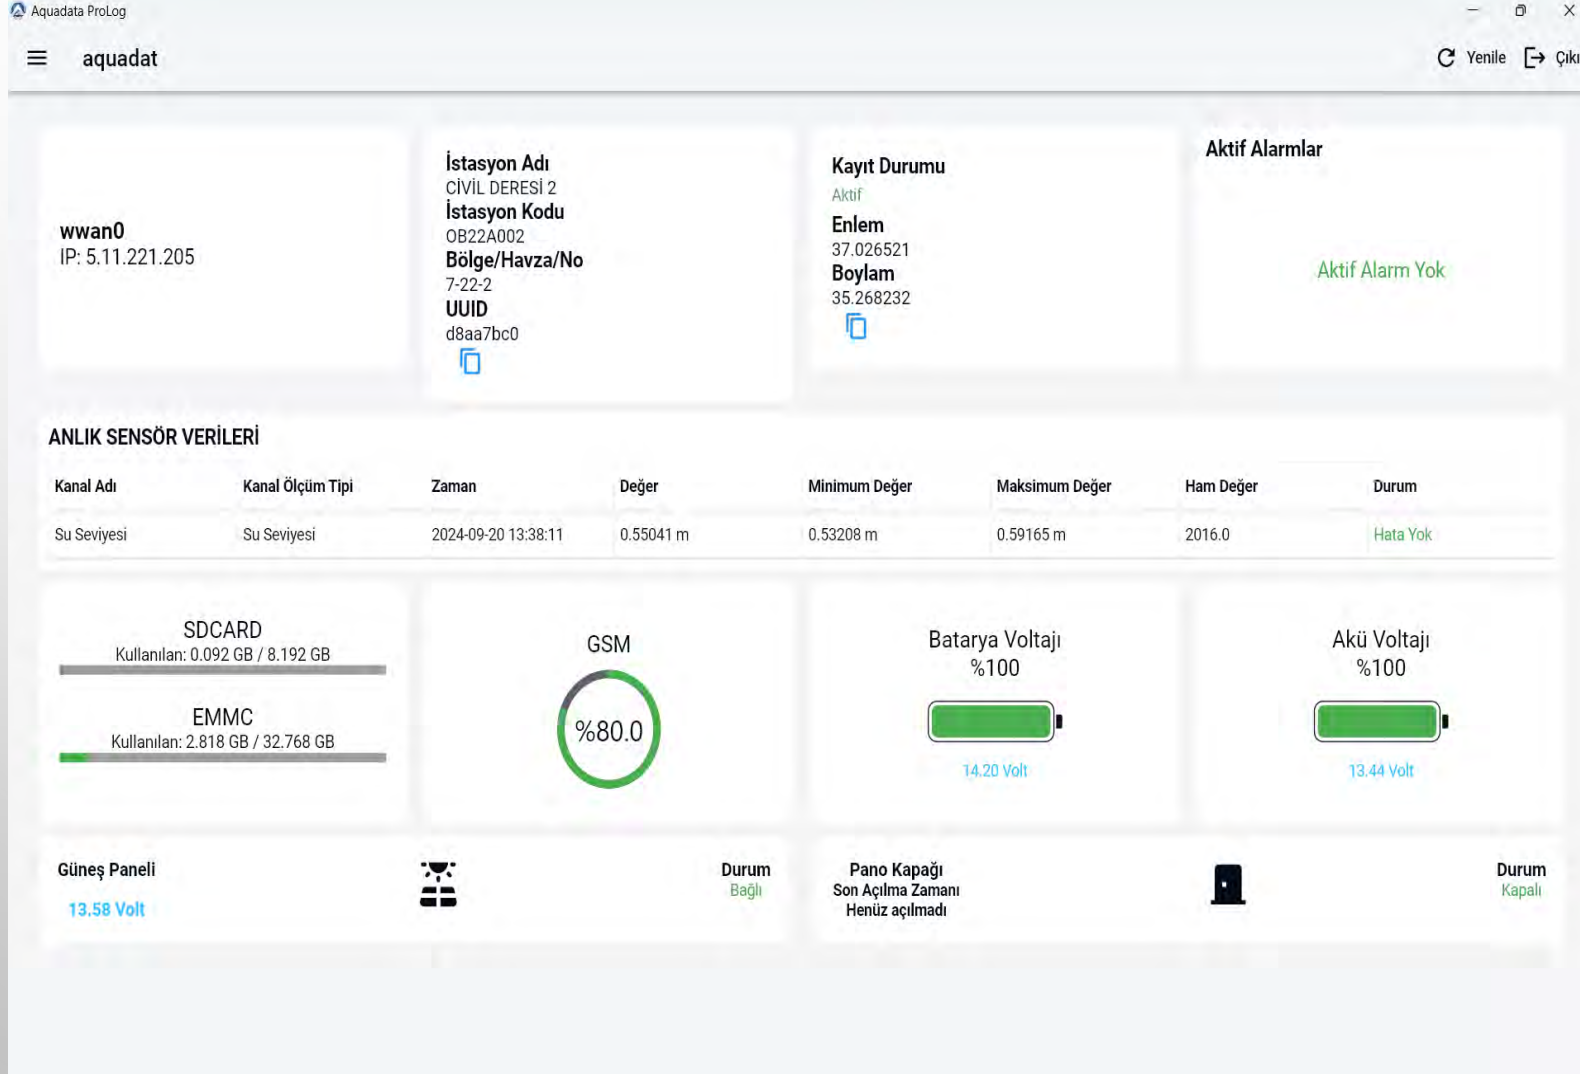 Aquadata ProLog
aquadat
Yenile
wwan0
IP: 5.11.221.205
İstasyon Adı
CİVİL DERESİ 2
İstasyon Kodu
OB22A002
Bölge/Havza/No
7-22-2
UUID
d8aa7bc0
Kayıt Durumu
Aktif
Enlem
37.026521
Boylam
35.268232
Aktif Alarmlar
Aktif Alarm Yok
ANLIK SENSÖR VERİLERİ
Kanal Adı Kanal Ölçüm Tipi Zaman Değer Minimum Değer Maksimum Değer Ham Değer Durum
Su Seviyesi Su Seviyesi 2024-09-20 13:38:11 0.55041 m 0.53208 m 0.59165 m 2016.0 Hata Yok
SDCARD
Kullanılan: 0.092 GB / 8.192 GB
EMMC
Kullanılan: 2.818 GB / 32.768 GB
GSM
%80.0
Batarya Voltajı
%100
14.20 Volt
Akü Voltajı
%100
13.44 Volt
Güneş Paneli
13.58 Volt
Durum
Bağlı
Pano Kapağı
Son Açılma Zamanı
Henüz açılmadı
Durum
Kapalı